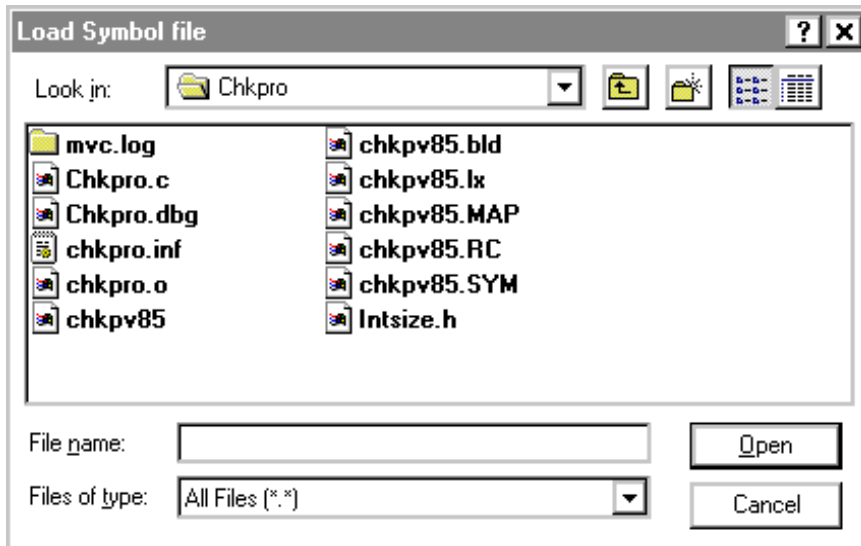 Load Symbol file
Look in: Chkpro
mvc.log
Chkpro.c
Chkpro.dbg
chkpro.inf
chkpro.o
chkpv85
chkpv85.bld
chkpv85.lx
chkpv85.MAP
chkpv85.RC
chkpv85.SYM
Intsize.h
File name:
Open
Files of type: All Files (*.*)
Cancel